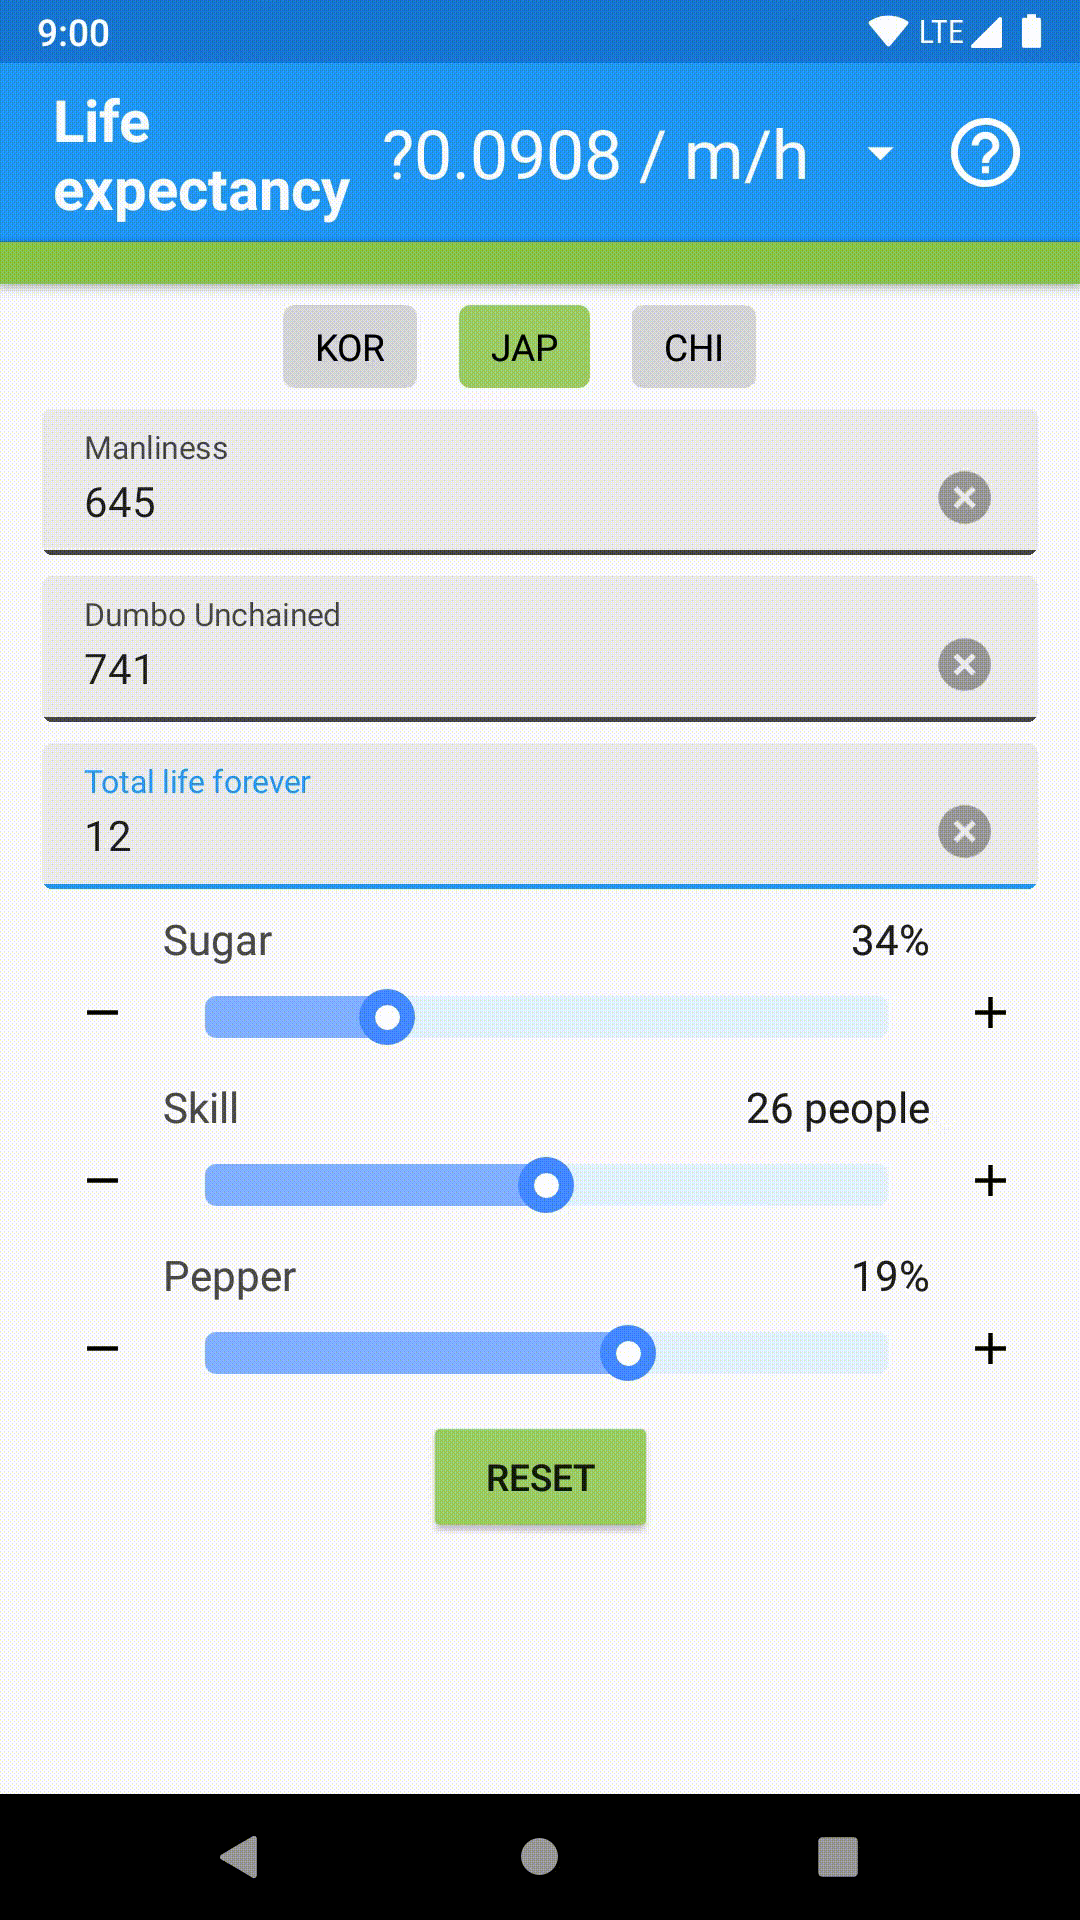 9:00 LTE
Life
expectancy
?0.0908 / m/h
KOR JAP CHI
Manliness
645
Dumbo Unchained
741
Total life forever
12
Sugar 34%
Skill 26 people
Pepper 19%
RESET